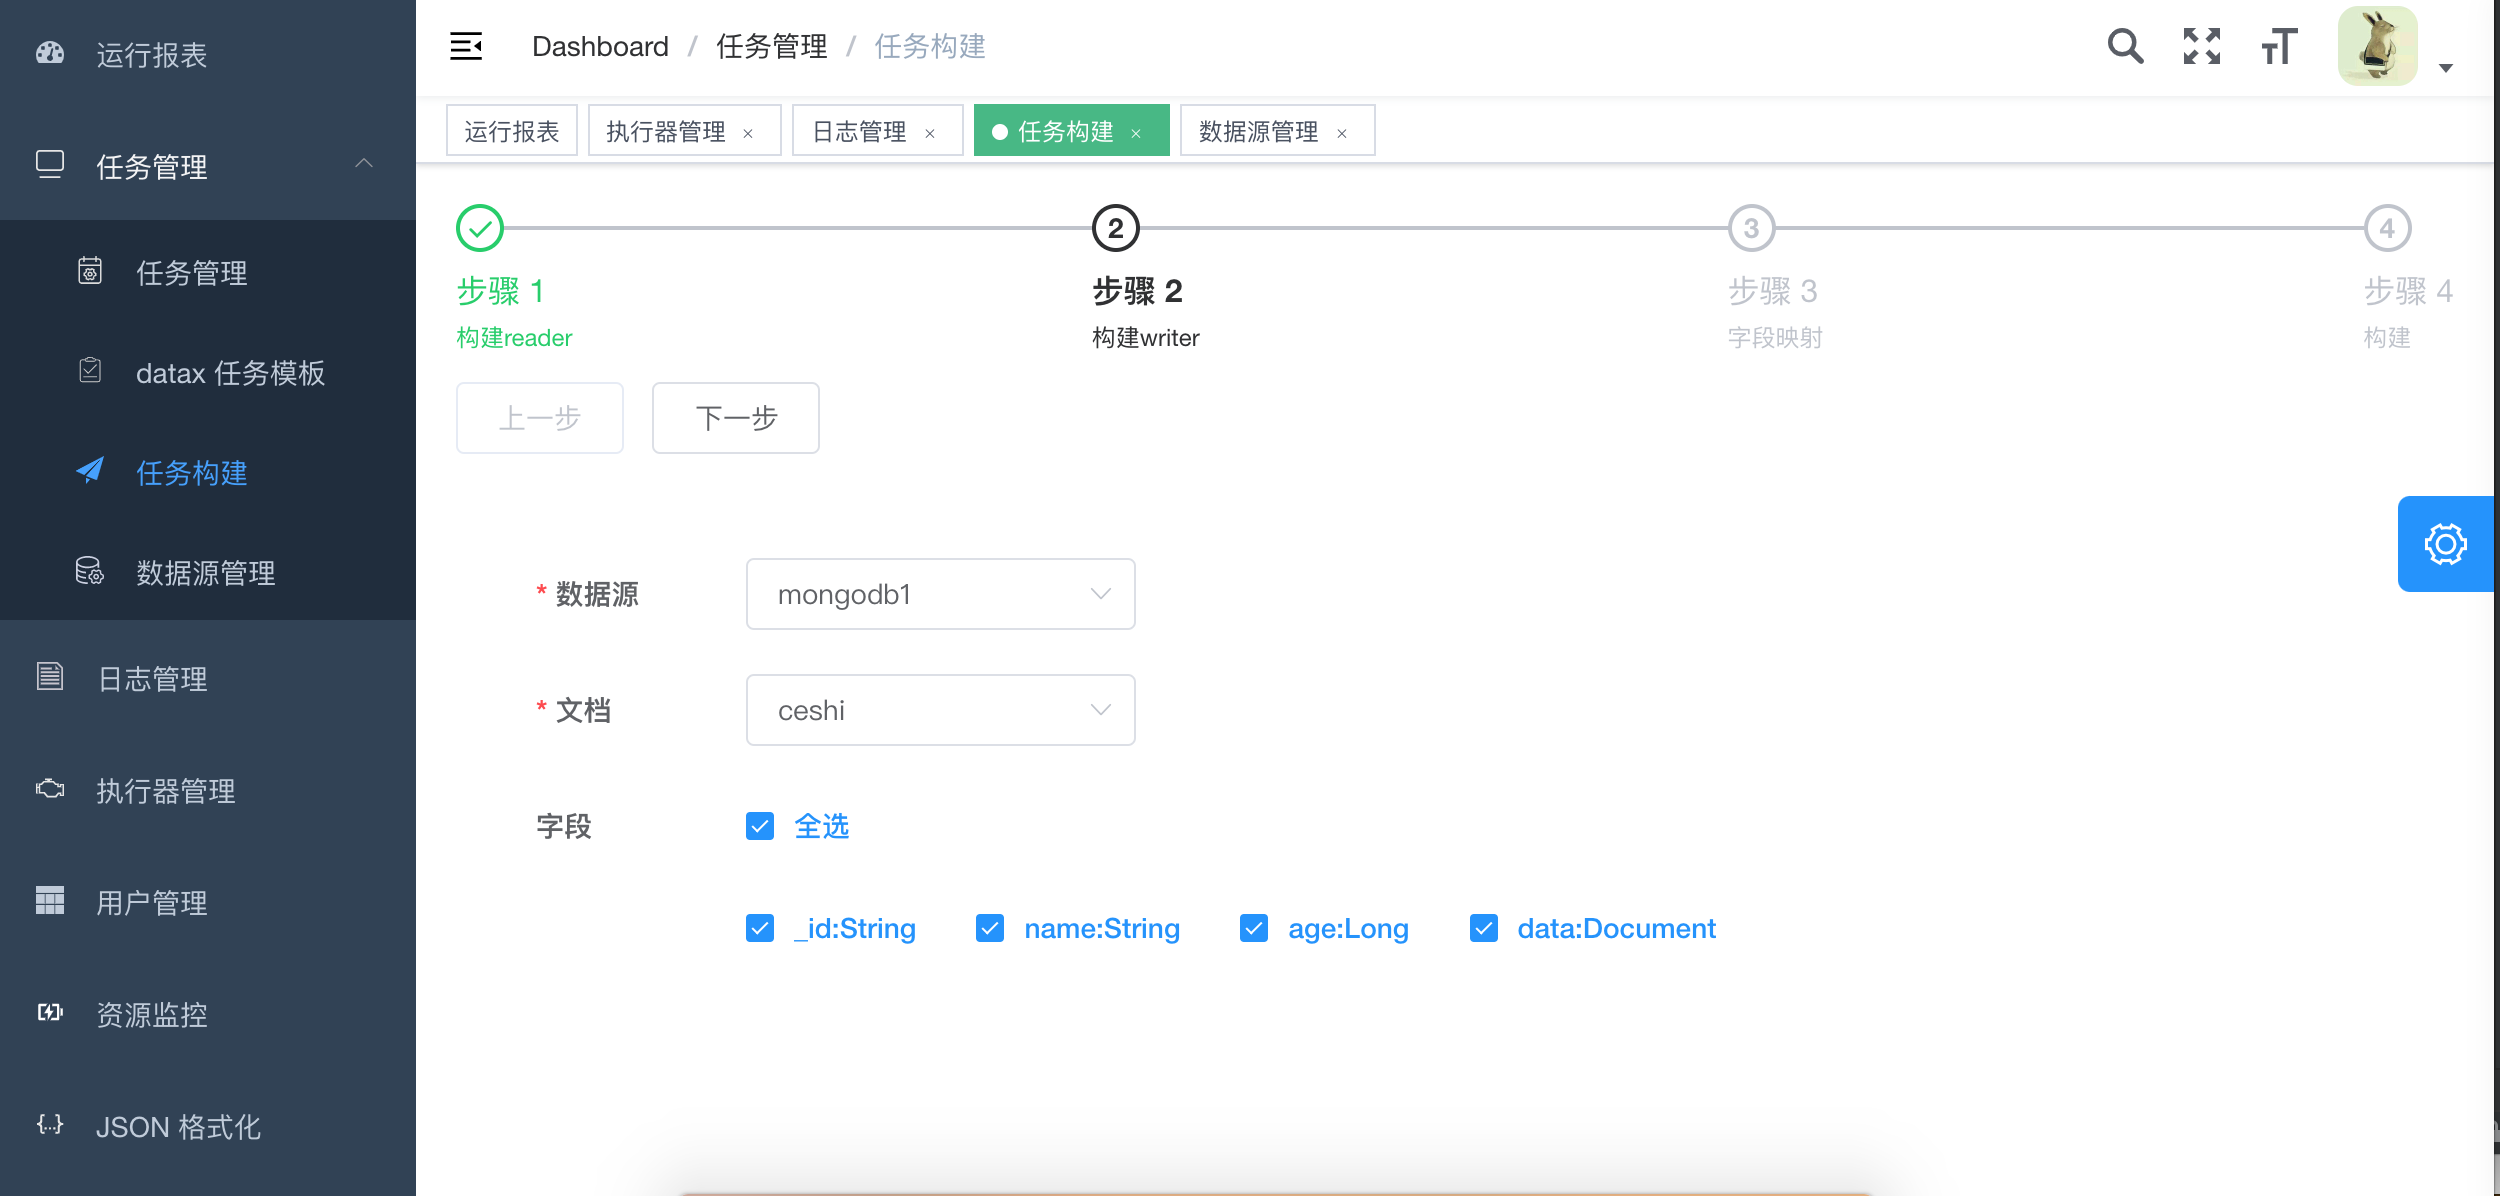 运行报表
任务管理
任务管理
datax 任务模板
任务构建
数据源管理
日志管理
执行器管理
用户管理
资源监控
JSON 格式化
Dashboard / 任务管理 / 任务构建
运行报表 执行器管理 × 日志管理 × 任务构建 × 数据源管理 ×
2 3 4
步骤 1 步骤 2 步骤 3 步骤 4
构建reader 构建writer 字段映射 构建
上一步 下一步
* 数据源 mongodb1
* 文档 ceshi
字段 全选
_id:String name:String age:Long data:Document